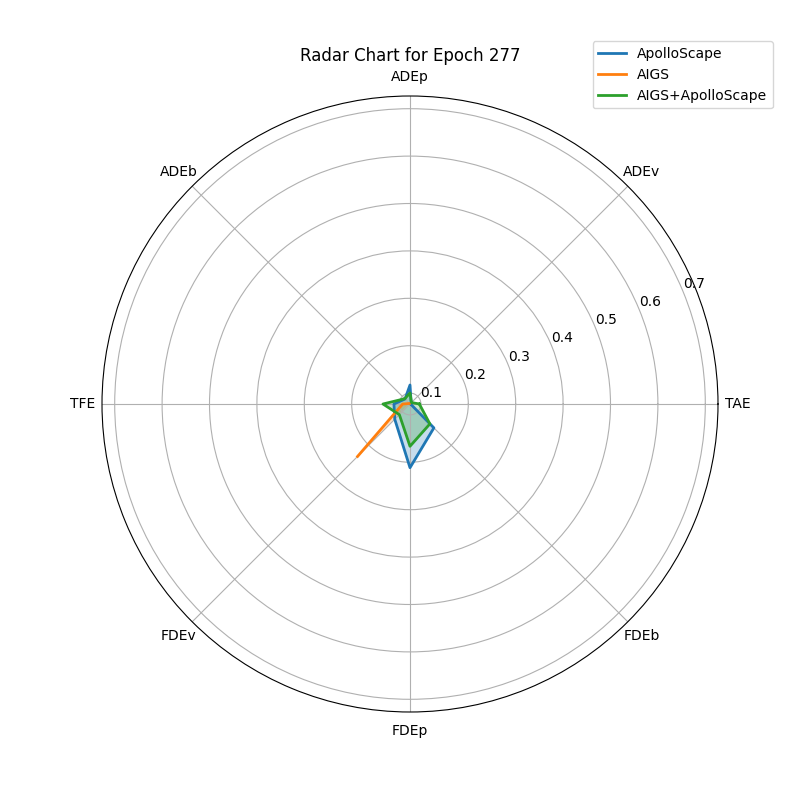 Radar Chart for Epoch 277
ApolloScape
AIGS
AIGS+ApolloScape
ADEp
ADEb
ADEv
0.7
0.6
0.5
0.4
0.3
0.2
0.1
TFE
TAE
FDEv
FDEb
FDEp